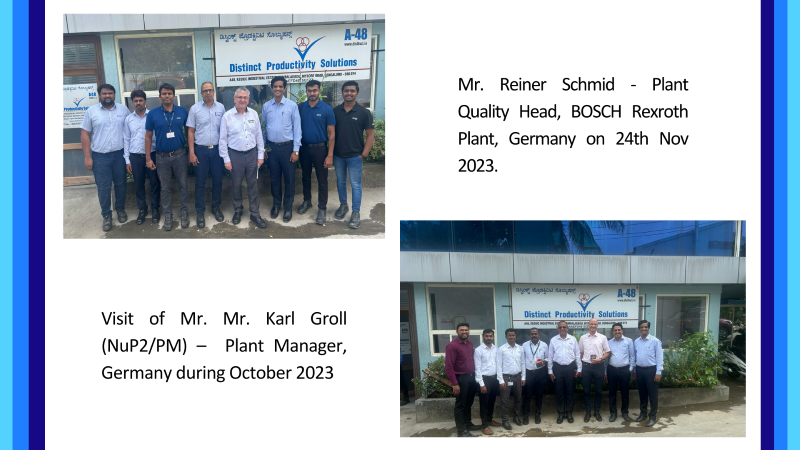 ಡಿಸ್ಟಿಂಕ್ಟ್ ಪ್ರೊಡಕ್ಟಿವಿಟಿ ಸೊಲ್ಯೂಷನ್ಸ್
A-48
Distinct Productivity Solutions
Mr. Reiner Schmid - Plant
Quality Head, BOSCH Rexroth
Plant, Germany on 24th Nov
2023.
Visit of Mr. Mr. Karl Groll
(NuP2/PM) – Plant Manager,
Germany during October 2023
ಡಿಸ್ಟಿಂಕ್ಟ್ ಪ್ರೊಡಕ್ಟಿವಿಟಿ ಸೊಲ್ಯೂಷನ್ಸ್
A-48
Distinct Productivity Solutions